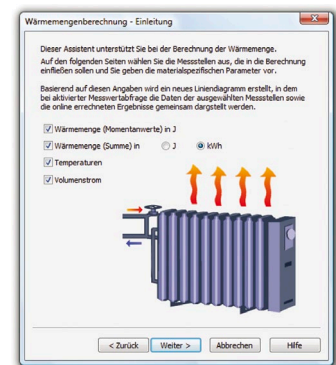 Wärmemengenberechnung - Einleitung
Dieser Assistent unterstützt Sie bei der Berechnung der Wärmemenge.
Auf den folgenden Seiten wählen Sie die Messstellen aus, die in die Berechnung
einfließen sollen und Sie geben die materialspezifischen Parameter vor.
Basierend auf diesen Angaben wird ein neues Liniendiagramm erstellt, in dem
bei aktivierter Messwertabfrage die Daten der ausgewählten Messstellen sowie
die online errechneten Ergebnisse gemeinsam dargstellt werden.
Wärmemenge (Momentanwerte) in J
Wärmemenge (Summe) in J kWh
Temperaturen
Volumenstrom
< Zurück Weiter > Abbrechen Hilfe